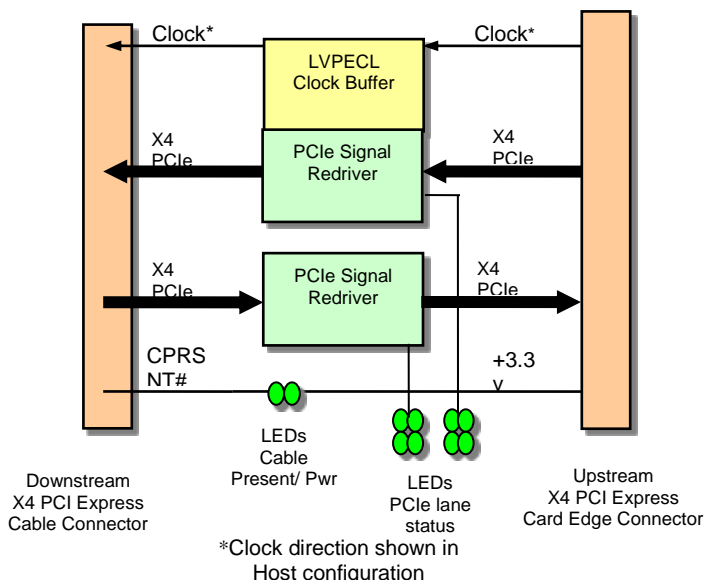 Clock*
Clock*
LVPECL
Clock Buffer
X4
PCIe
PCIe Signal
Redriver
X4
PCIe
X4
PCIe
PCIe Signal
Redriver
X4
PCIe
CPRS
NT#
+3.3
v
LEDs
Cable
Present/ Pwr
LEDs
PCIe lane
status
Downstream
X4 PCI Express
Cable Connector
Upstream
X4 PCI Express
Card Edge Connector
*Clock direction shown in
Host configuration